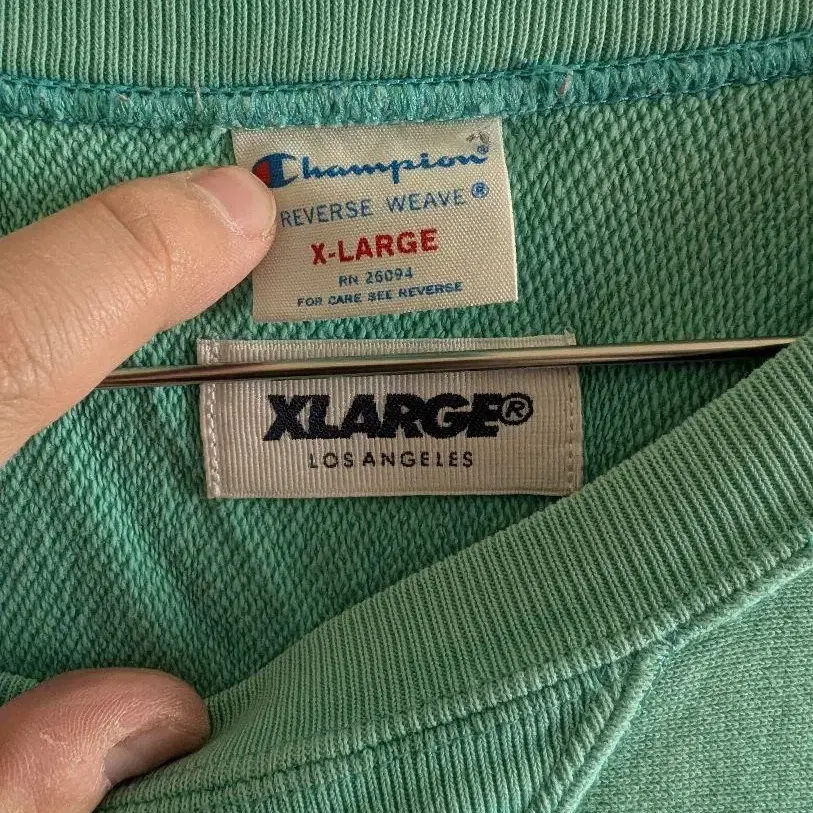 Champion®
REVERSE WEAVE®
X-LARGE
RN 26094
FOR CARE SEE REVERSE
XLARGE®
LOS ANGELES